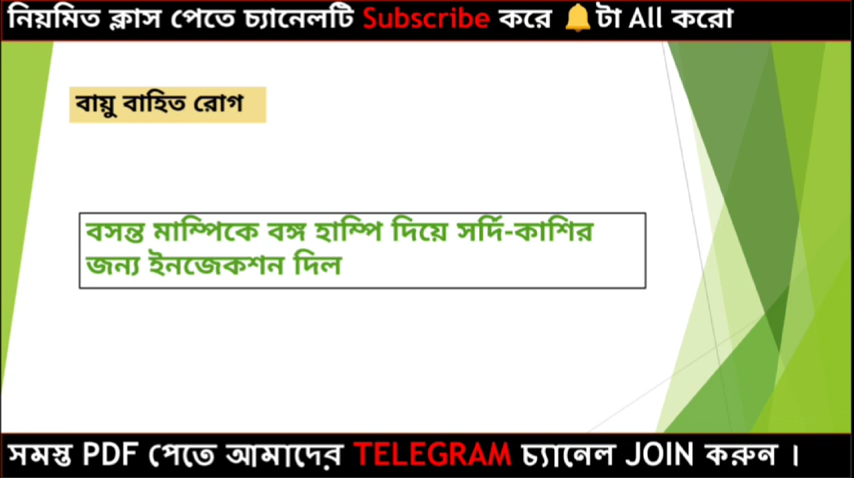 নিয়মিত ক্লাস পেতে চ্যানেলটি Subscribe করে 🔔টা All করো
বায়ু বাহিত রোগ
বসন্ত মাম্পিকে বঙ্গ হাম্পি দিয়ে সর্দি-কাশির
জন্য ইনজেকশন দিল
সমস্ত PDF পেতে আমাদের TELEGRAM চ্যানেল JOIN করুন ।